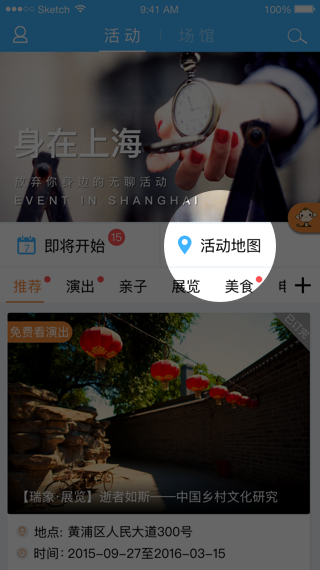 Sketch 9:41 AM 100%
活动 | 场馆
身在上海
放弃你身边的无聊活动
EVENT IN SHANGHAI
7 即将开始 15 活动地图
推荐 演出 亲子 展览 美食
免费看演出 已订完
【瑞象·展览】逝者如斯——中国乡村文化研究
地点: 黄浦区人民大道300号
时间: 2015-09-27至2016-03-15